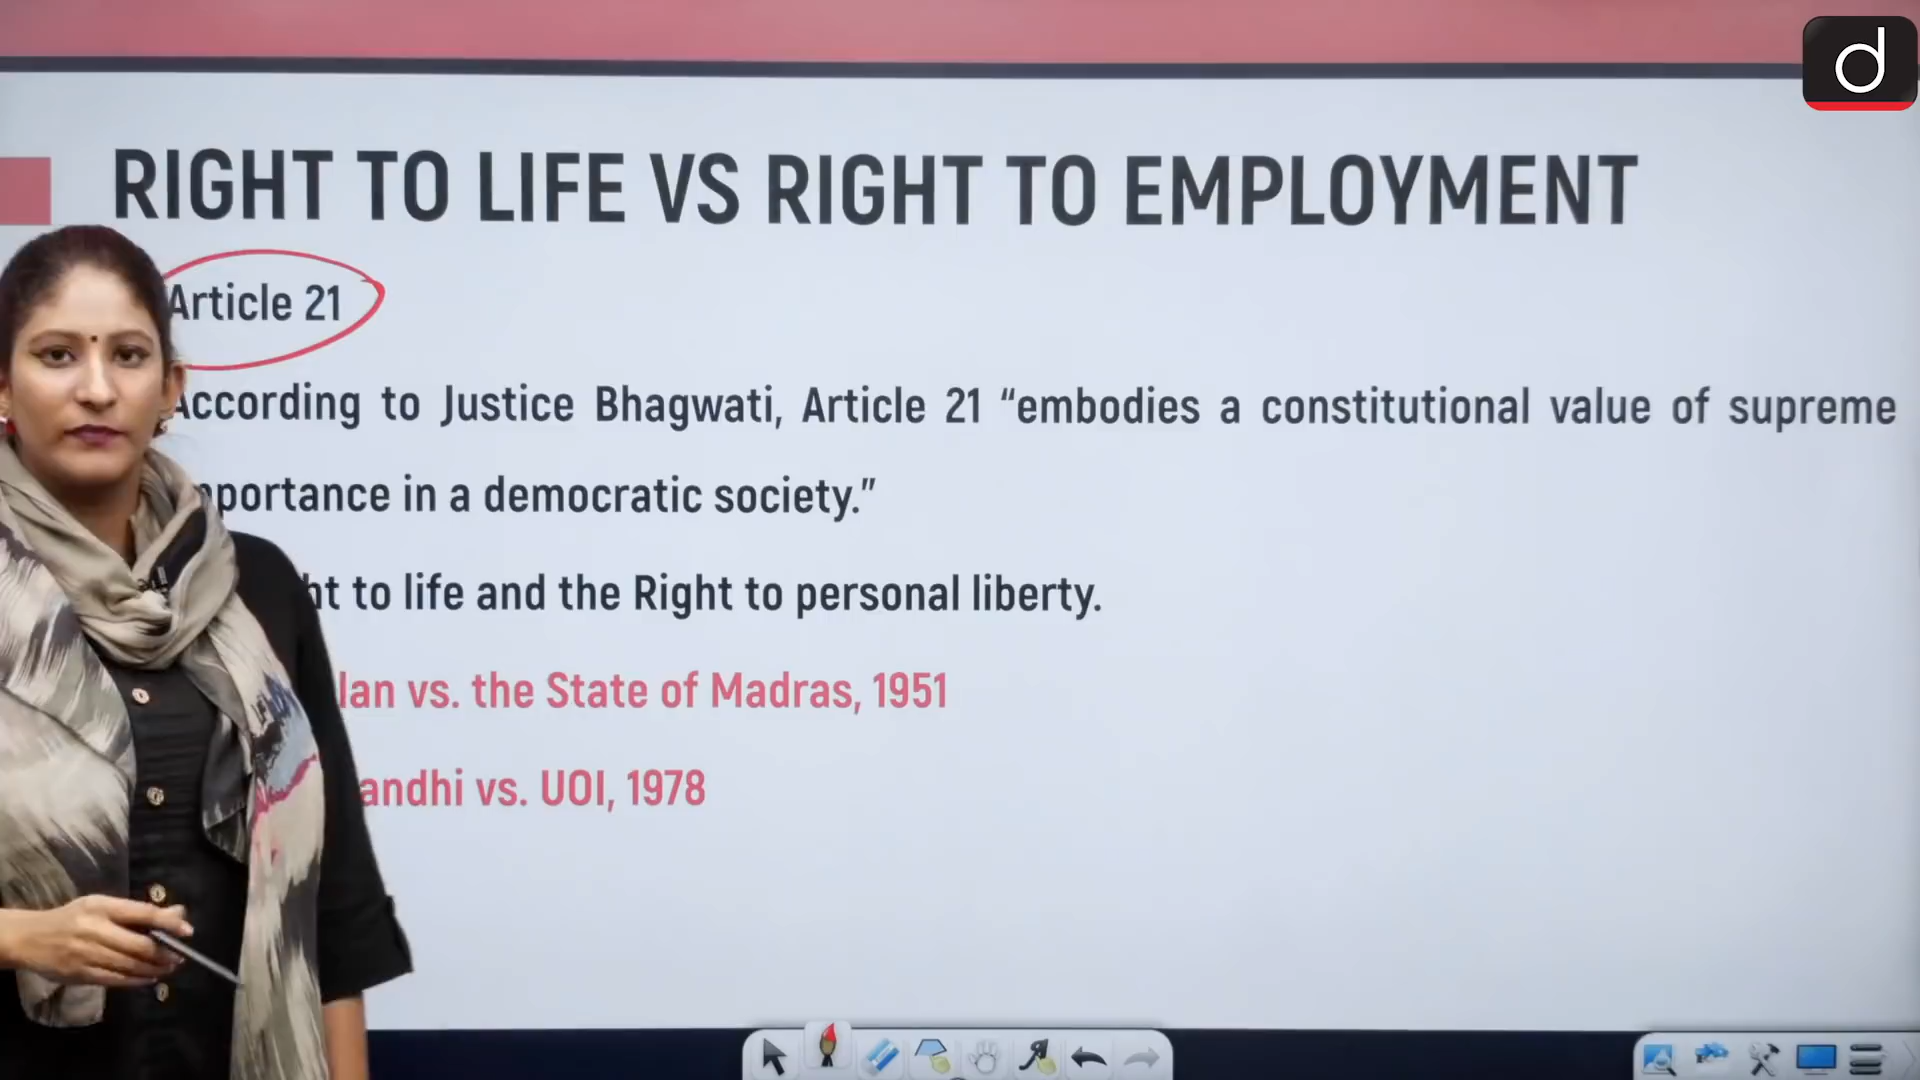 d
RIGHT TO LIFE VS RIGHT TO EMPLOYMENT
Article 21
According to Justice Bhagwati, Article 21 “embodies a constitutional value of supreme
mportance in a democratic society.”
ht to life and the Right to personal liberty.
lan vs. the State of Madras, 1951
andhi vs. UOI, 1978